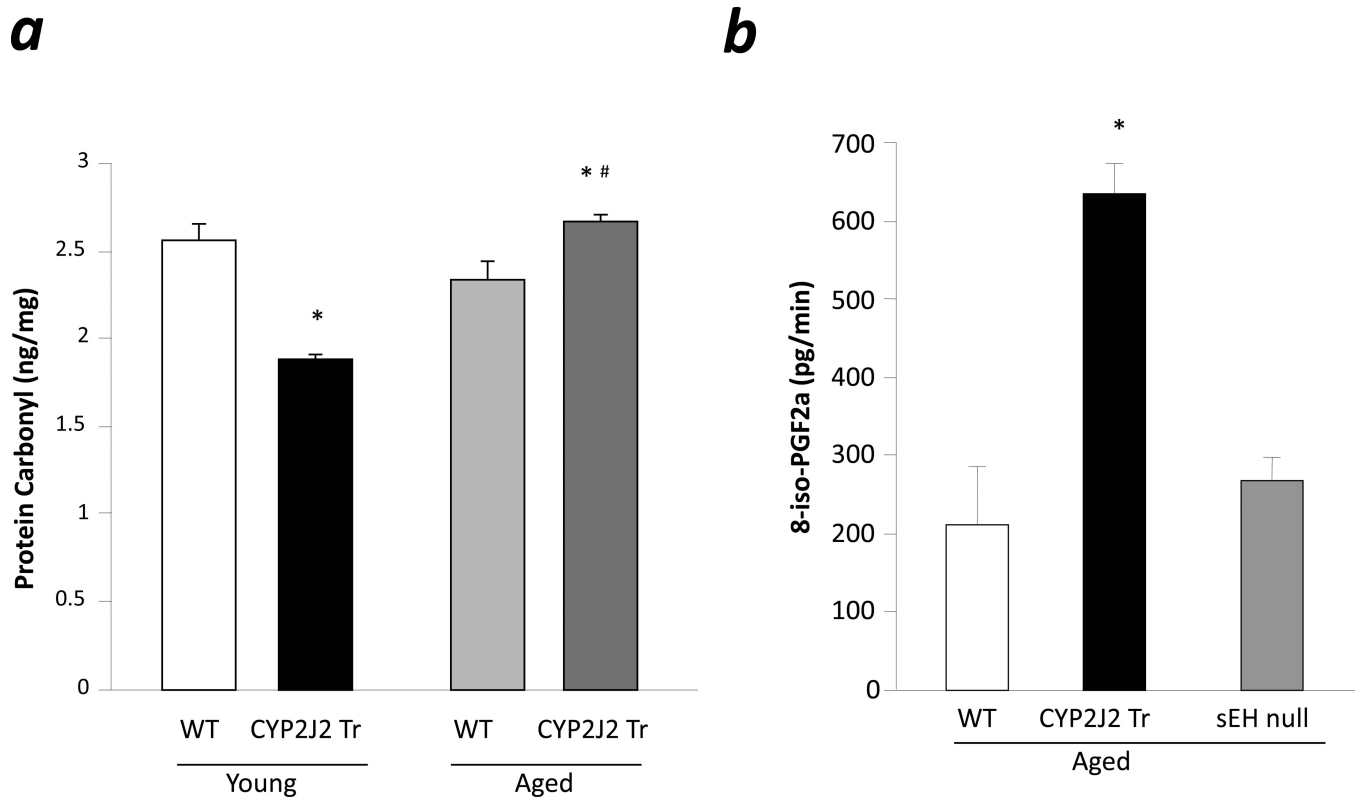 a
Protein Carbonyl (ng/mg)
3
2.5
2
1.5
1
0.5
0
*
* #
WT CYP2J2 Tr WT CYP2J2 Tr
Young Aged
b
8-iso-PGF2a (pg/min)
700
600
500
400
300
200
100
0
*
WT CYP2J2 Tr sEH null
Aged